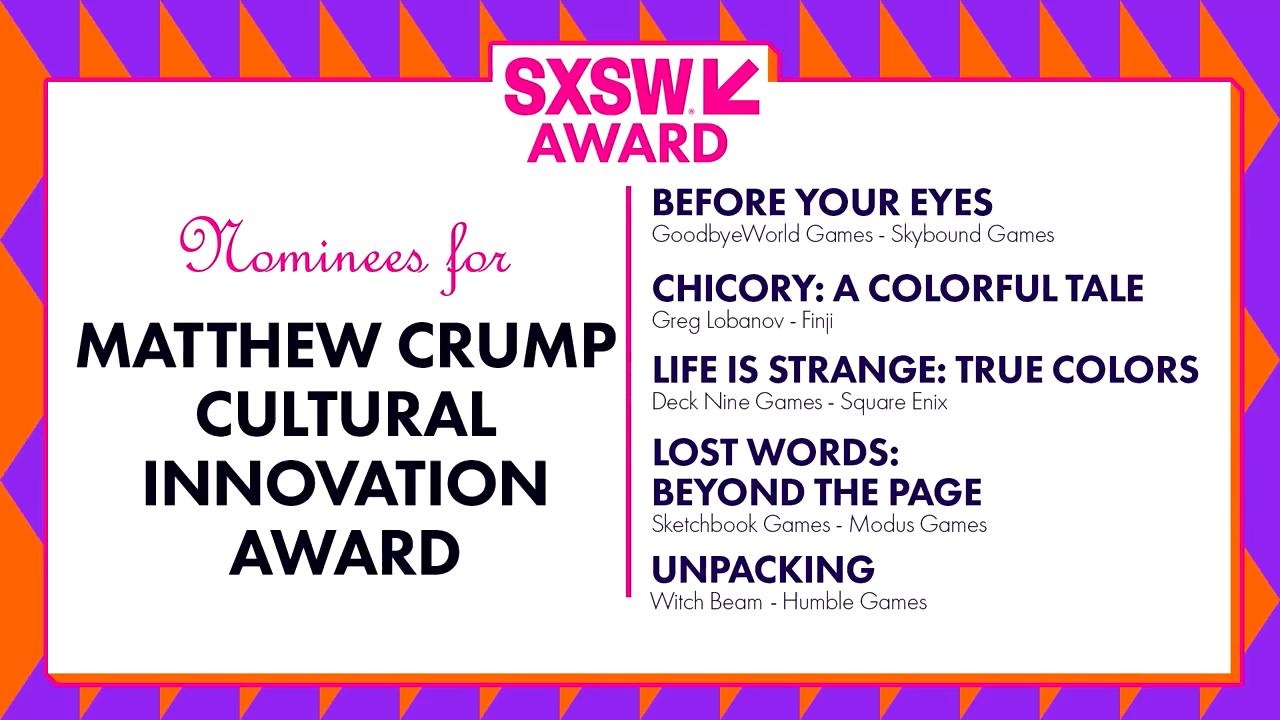 SXSW®
AWARD
Nominees for
MATTHEW CRUMP
CULTURAL
INNOVATION
AWARD
BEFORE YOUR EYES
GoodbyeWorld Games - Skybound Games
CHICORY: A COLORFUL TALE
Greg Lobanov - Finji
LIFE IS STRANGE: TRUE COLORS
Deck Nine Games - Square Enix
LOST WORDS:
BEYOND THE PAGE
Sketchbook Games - Modus Games
UNPACKING
Witch Beam - Humble Games